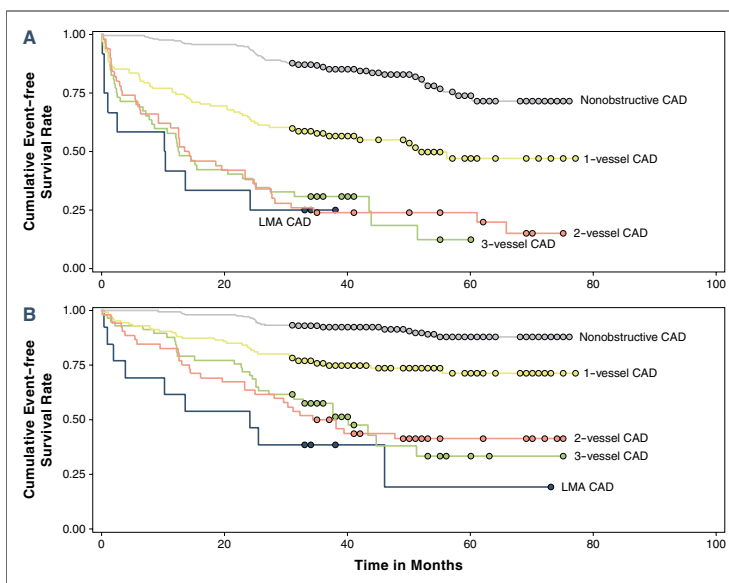 A
1.00
0.75
0.50
0.25
0.00
Cumulative Event-free
Survival Rate
Nonobstructive CAD
1-vessel CAD
LMA CAD
2-vessel CAD
3-vessel CAD
0 20 40 60 80 100
B
1.00
0.75
0.50
0.25
0.00
Cumulative Event-free
Survival Rate
Nonobstructive CAD
1-vessel CAD
2-vessel CAD
3-vessel CAD
LMA CAD
0 20 40 60 80 100
Time in Months